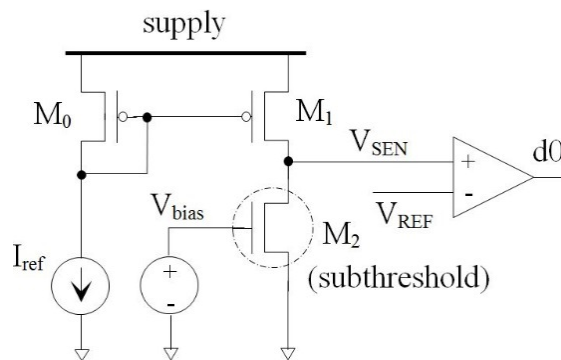 supply
M0
M1
VSEN
d0
+
-
VREF
Vbias
M2
(subthreshold)
Iref
+
-